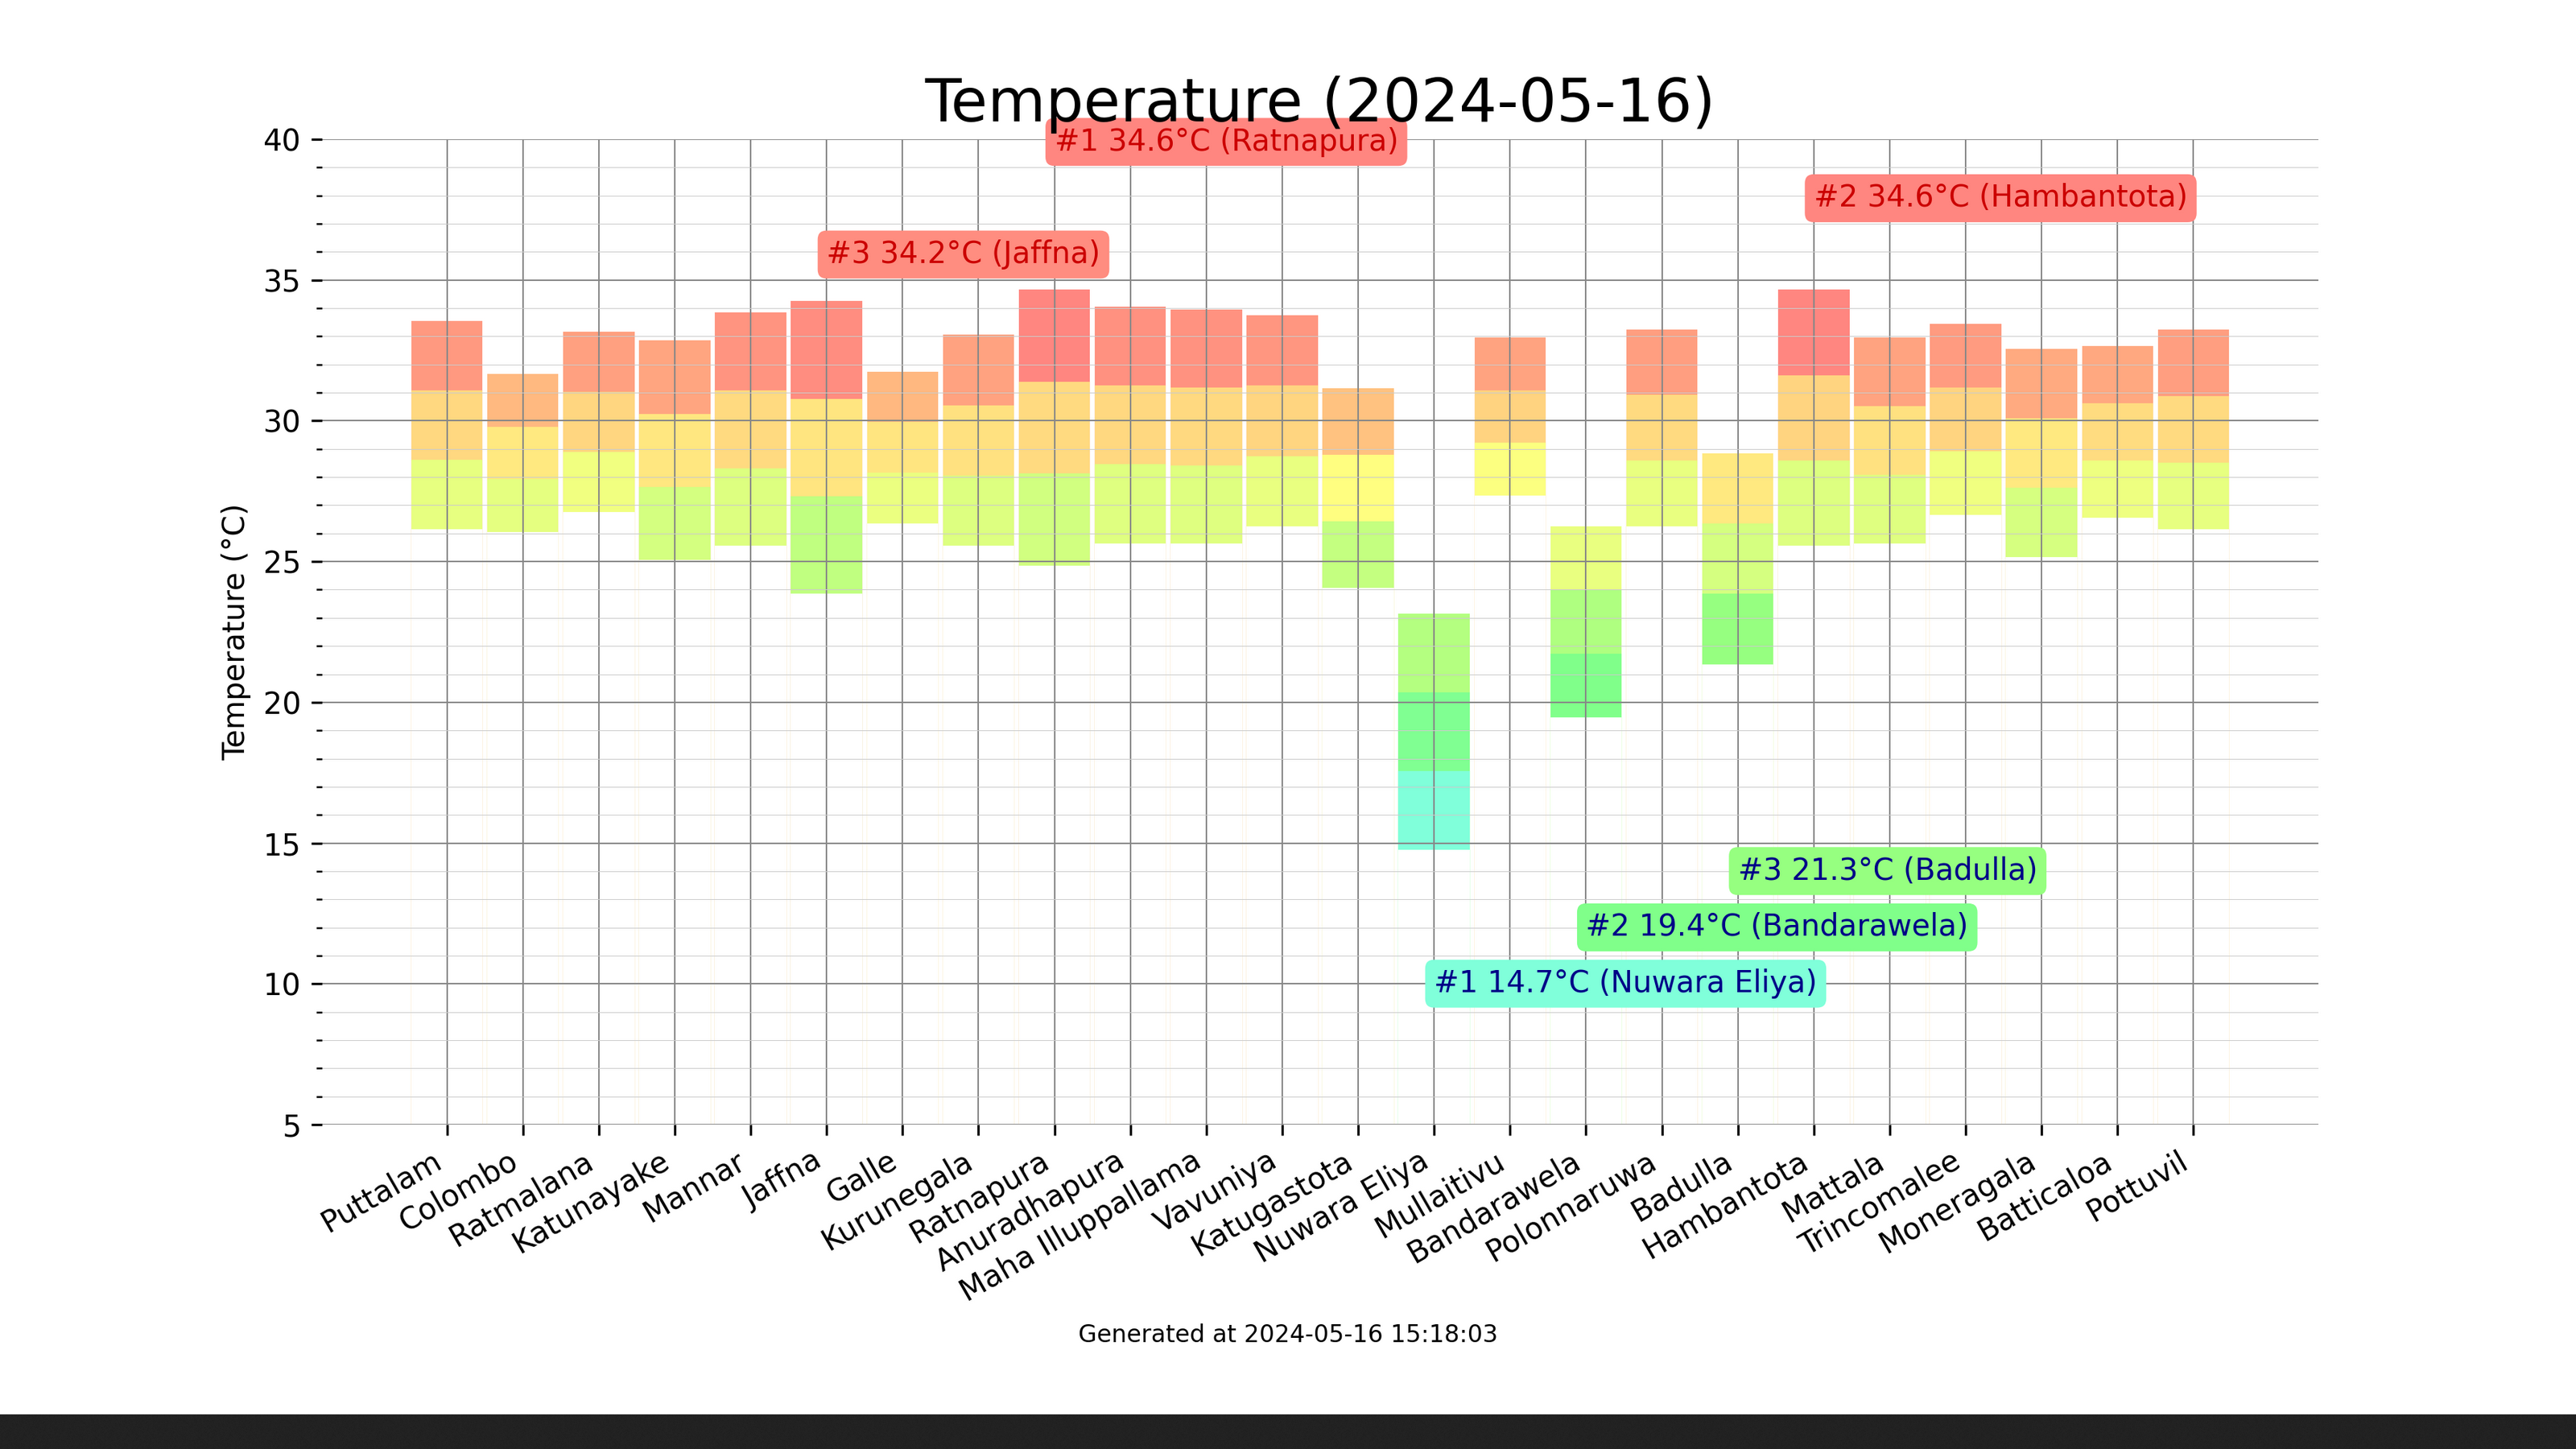 Temperature (2024-05-16)
#1 34.6°C (Ratnapura)
#2 34.6°C (Hambantota)
#3 34.2°C (Jaffna)
#3 21.3°C (Badulla)
#2 19.4°C (Bandarawela)
#1 14.7°C (Nuwara Eliya)
Temperature (°C)
40
35
30
25
20
15
10
5
Puttalam
Colombo
Ratmalana
Katunayake
Mannar
Jaffna
Galle
Kurunegala
Ratnapura
Anuradhapura
Maha Illuppallama
Vavuniya
Katugastota
Nuwara Eliya
Mullaitivu
Bandarawela
Polonnaruwa
Badulla
Hambantota
Mattala
Trincomalee
Moneragala
Batticaloa
Pottuvil
Generated at 2024-05-16 15:18:03